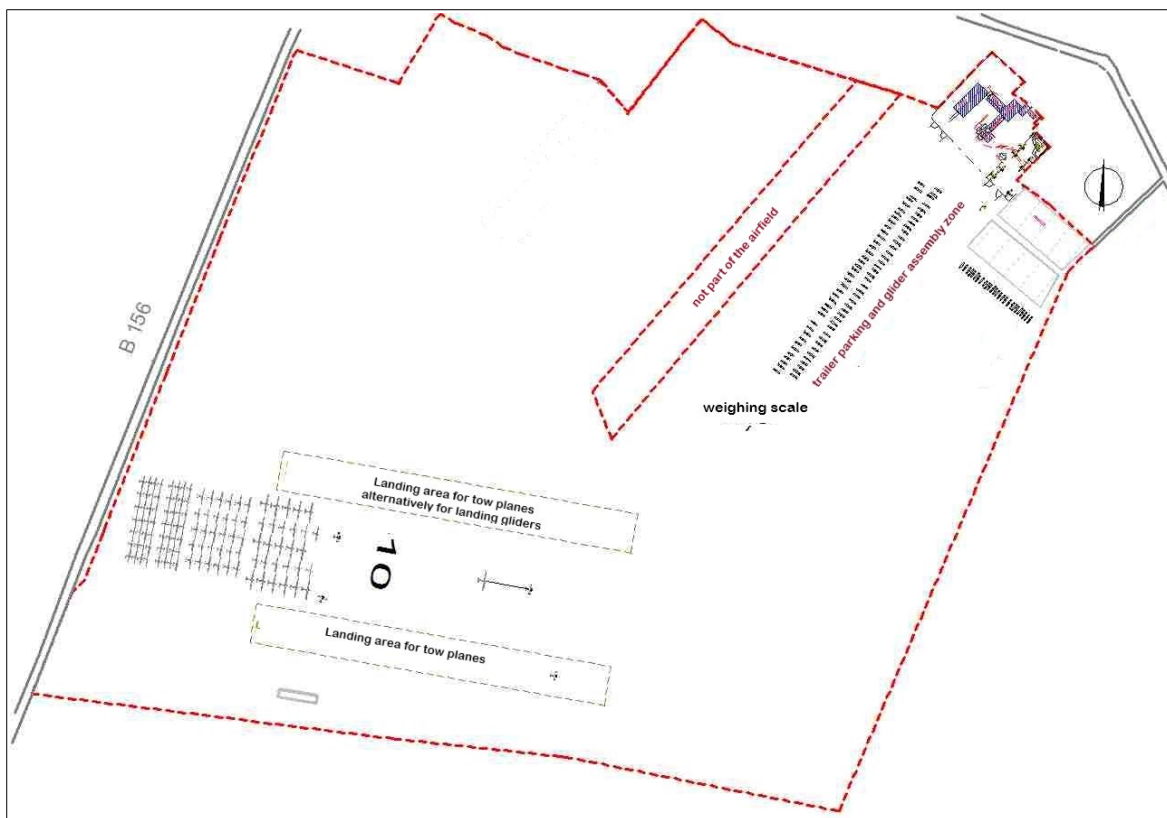 B 156
not part of the airfield
trailer parking and glider assembly zone
weighing scale
Landing area for tow planes
alternatively for landing gliders
10
Landing area for tow planes